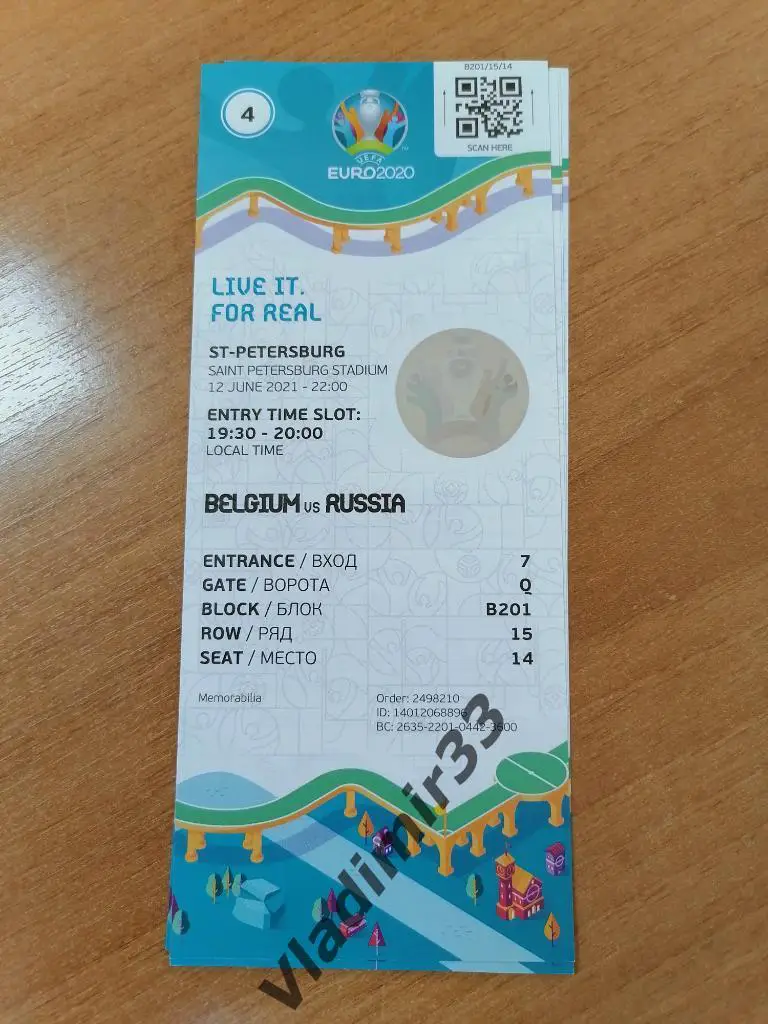 B201/15/14
4
SCAN HERE
UEFA
EURO2020
LIVE IT.
FOR REAL
ST-PETERSBURG
SAINT PETERSBURG STADIUM
12 JUNE 2021 - 22:00
ENTRY TIME SLOT:
19:30 - 20:00
LOCAL TIME
BELGIUM VS RUSSIA
ENTRANCE / ВХОД 7
GATE / ВОРОТА Q
BLOCK / БЛОК B201
ROW / РЯД 15
SEAT / МЕСТО 14
Memorabilia
Order: 2498210
ID: 14012068896
BC: 2635-2201-0442-3600
vladimir33